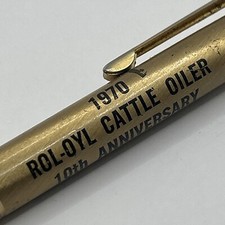 1970
ROL-OYL CATTLE OILER
10th ANNIVERSARY